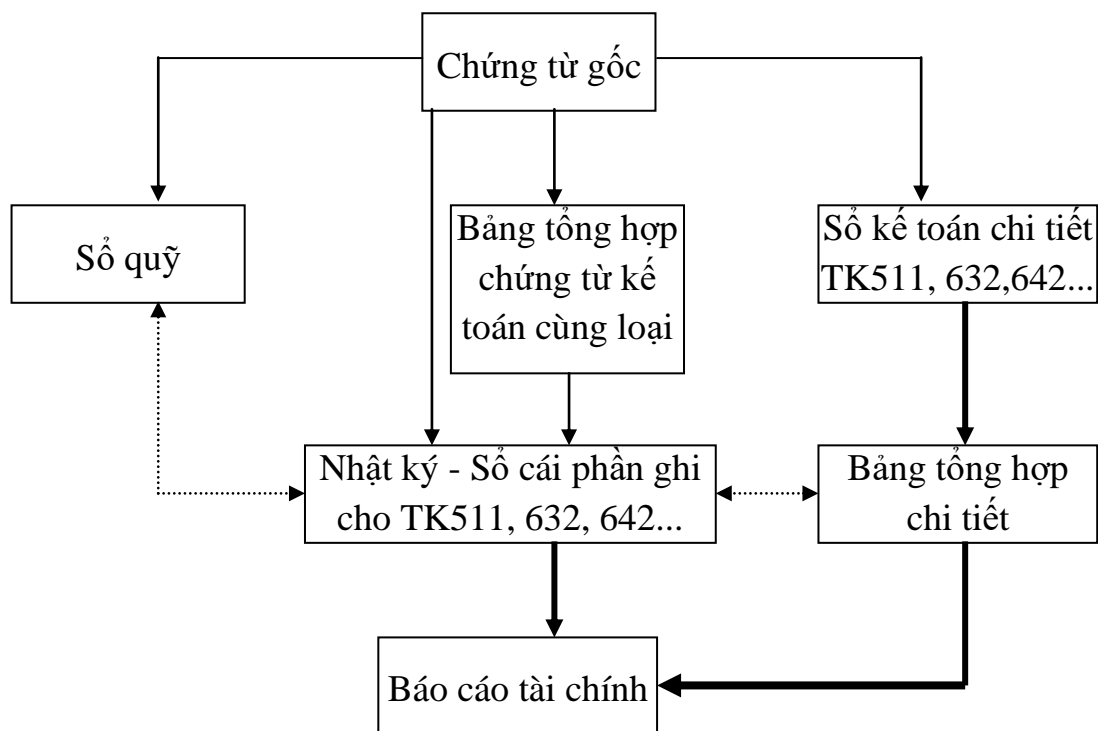 Chứng từ gốc
Sổ quỹ
Bảng tổng hợp
chứng từ kế
toán cùng loại
Sổ kế toán chi tiết
TK511, 632,642...
Nhật ký - Sổ cái phần ghi
cho TK511, 632, 642...
Bảng tổng hợp
chi tiết
Báo cáo tài chính